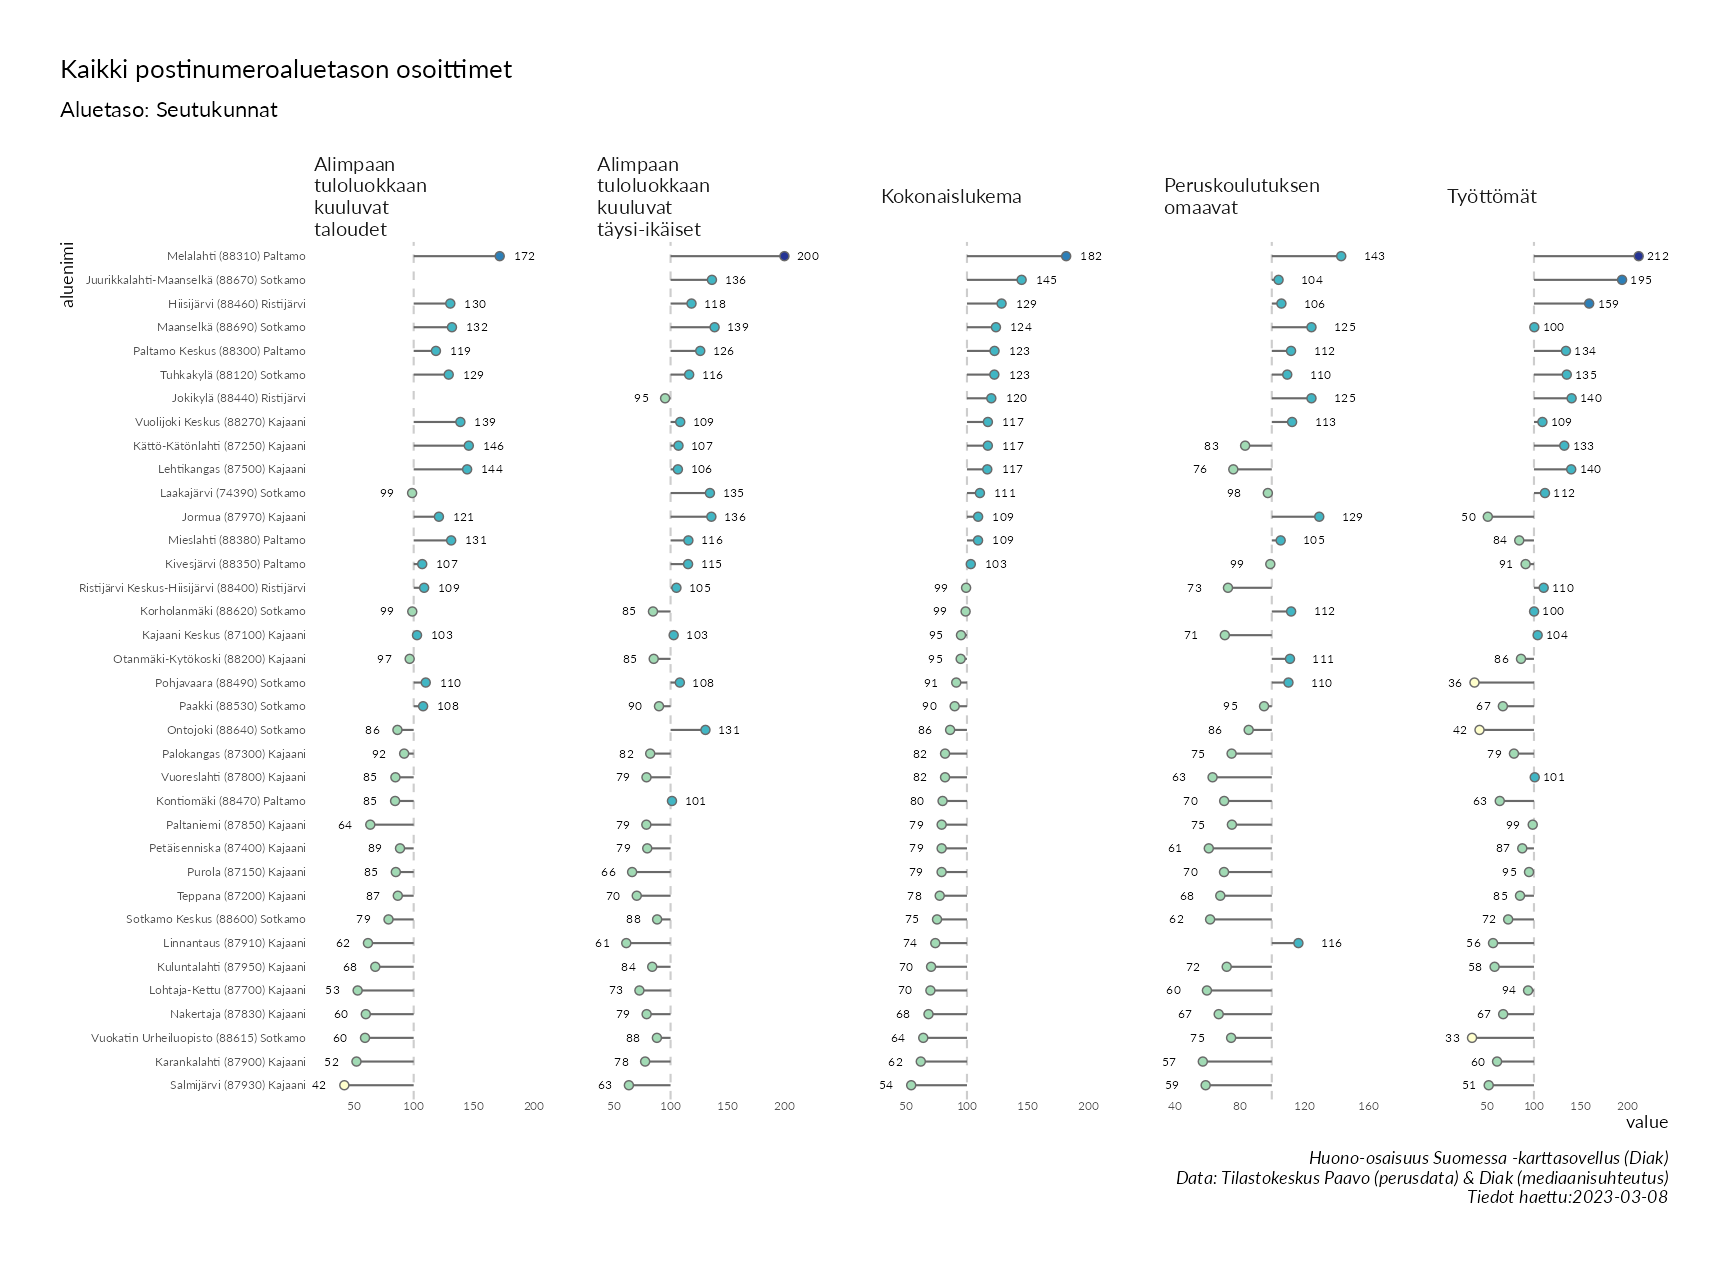 Kaikki postinumeroaluetason osoittimet
Aluetaso: Seutukunnat
Alimpaan
tuloluokkaan
kuuluvat
taloudet
Alimpaan
tuloluokkaan
kuuluvat
täysi-ikäiset
Kokonaislukema
Peruskoulutuksen
omaavat
Työttömät
aluenimi
Melalahti (88310) Paltamo 172 200 182 143 212
Juurikkalahti-Maanselkä (88670) Sotkamo 136 145 104 195
Hiisijärvi (88460) Ristijärvi 130 118 129 106 159
Maanselkä (88690) Sotkamo 132 139 124 125 100
Paltamo Keskus (88300) Paltamo 119 126 123 112 134
Tuhkakylä (88120) Sotkamo 129 116 123 110 135
Jokikylä (88440) Ristijärvi 95 120 125 140
Vuolijoki Keskus (88270) Kajaani 139 109 117 113 109
Kättö-Kätönlahti (87250) Kajaani 146 107 117 83 133
Lehtikangas (87500) Kajaani 144 106 117 76 140
Laakajärvi (74390) Sotkamo 99 135 111 98 112
Jormua (87970) Kajaani 121 136 109 129 50
Mieslahti (88380) Paltamo 131 116 109 105 84
Kivesjärvi (88350) Paltamo 107 115 103 99 91
Ristijärvi Keskus-Hiisijärvi (88400) Ristijärvi 109 105 99 73 110
Korholanmäki (88620) Sotkamo 99 85 99 112 100
Kajaani Keskus (87100) Kajaani 103 103 95 71 104
Otanmäki-Kytökoski (88200) Kajaani 97 85 95 111 86
Pohjavaara (88490) Sotkamo 110 108 91 110 36
Paakki (88530) Sotkamo 108 90 90 95 67
Ontojoki (88640) Sotkamo 86 131 86 86 42
Palokangas (87300) Kajaani 92 82 82 75 79
Vuoreslahti (87800) Kajaani 85 79 82 63 101
Kontiomäki (88470) Paltamo 85 101 80 70 63
Paltaniemi (87850) Kajaani 64 79 79 75 99
Petäisenniska (87400) Kajaani 89 79 79 61 87
Purola (87150) Kajaani 85 66 79 70 95
Teppana (87200) Kajaani 87 70 78 68 85
Sotkamo Keskus (88600) Sotkamo 79 88 75 62 72
Linnantaus (87910) Kajaani 62 61 74 116 56
Kuluntalahti (87950) Kajaani 68 84 70 72 58
Lohtaja-Kettu (87700) Kajaani 53 73 70 60 94
Nakertaja (87830) Kajaani 60 79 68 67 67
Vuokatin Urheiluopisto (88615) Sotkamo 60 88 64 75 33
Karankalahti (87900) Kajaani 52 78 62 57 60
Salmijärvi (87930) Kajaani 42 63 54 59 51
50 100 150 200 50 100 150 200 50 100 150 200 40 80 120 160 50 100 150 200
value
Huono-osaisuus Suomessa -karttasovellus (Diak)
Data: Tilastokeskus Paavo (perusdata) & Diak (mediaanisuhteutus)
Tiedot haettu:2023-03-08